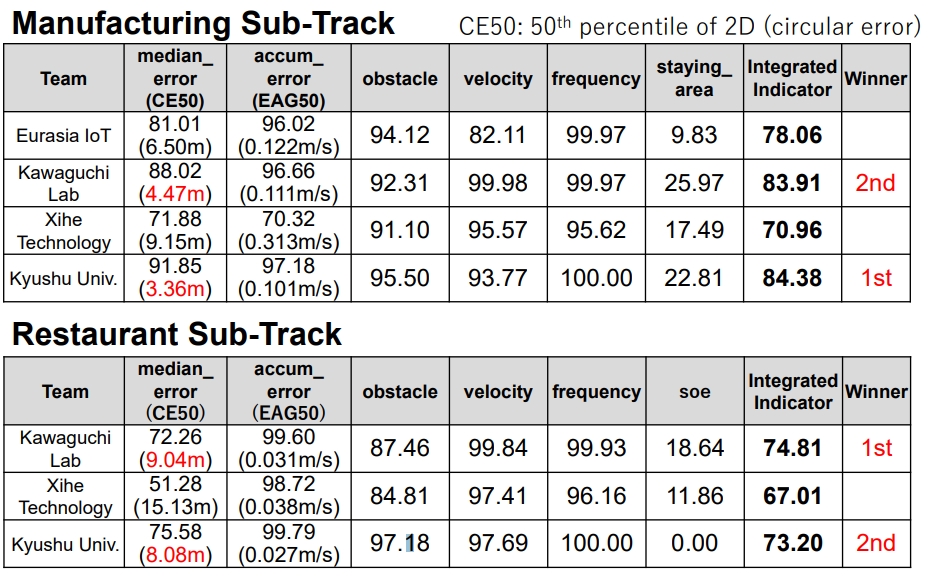 Manufacturing Sub-Track CE50: 50th percentile of 2D (circular error)
Team median_error (CE50) accum_error (EAG50) obstacle velocity frequency staying_area Integrated Indicator Winner
Eurasia IoT 81.01 (6.50m) 96.02 (0.122m/s) 94.12 82.11 99.97 9.83 78.06
Kawaguchi Lab 88.02 (4.47m) 96.66 (0.111m/s) 92.31 99.98 99.97 25.97 83.91 2nd
Xihe Technology 71.88 (9.15m) 70.32 (0.313m/s) 91.10 95.57 95.62 17.49 70.96
Kyushu Univ. 91.85 (3.36m) 97.18 (0.101m/s) 95.50 93.77 100.00 22.81 84.38 1st
Restaurant Sub-Track
Team median_error (CE50) accum_error (EAG50) obstacle velocity frequency soe Integrated Indicator Winner
Kawaguchi Lab 72.26 (9.04m) 99.60 (0.031m/s) 87.46 99.84 99.93 18.64 74.81 1st
Xihe Technology 51.28 (15.13m) 98.72 (0.038m/s) 84.81 97.41 96.16 11.86 67.01
Kyushu Univ. 75.58 (8.08m) 99.79 (0.027m/s) 97.18 97.69 100.00 0.00 73.20 2nd